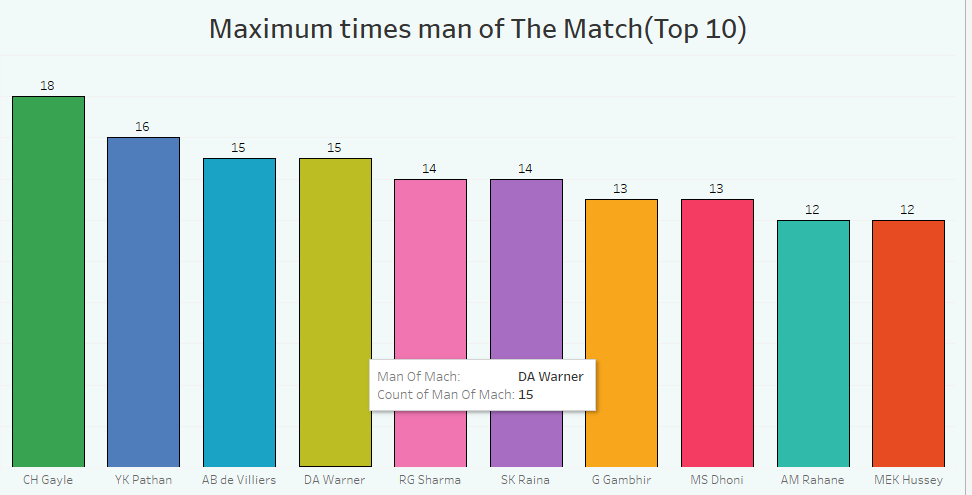 Maximum times man of The Match(Top 10)
18
16
15
15
14
14
13
13
12
12
Man Of Mach: DA Warner
Count of Man Of Mach: 15
CH Gayle YK Pathan AB de Villiers DA Warner RG Sharma SK Raina G Gambhir MS Dhoni AM Rahane MEK Hussey